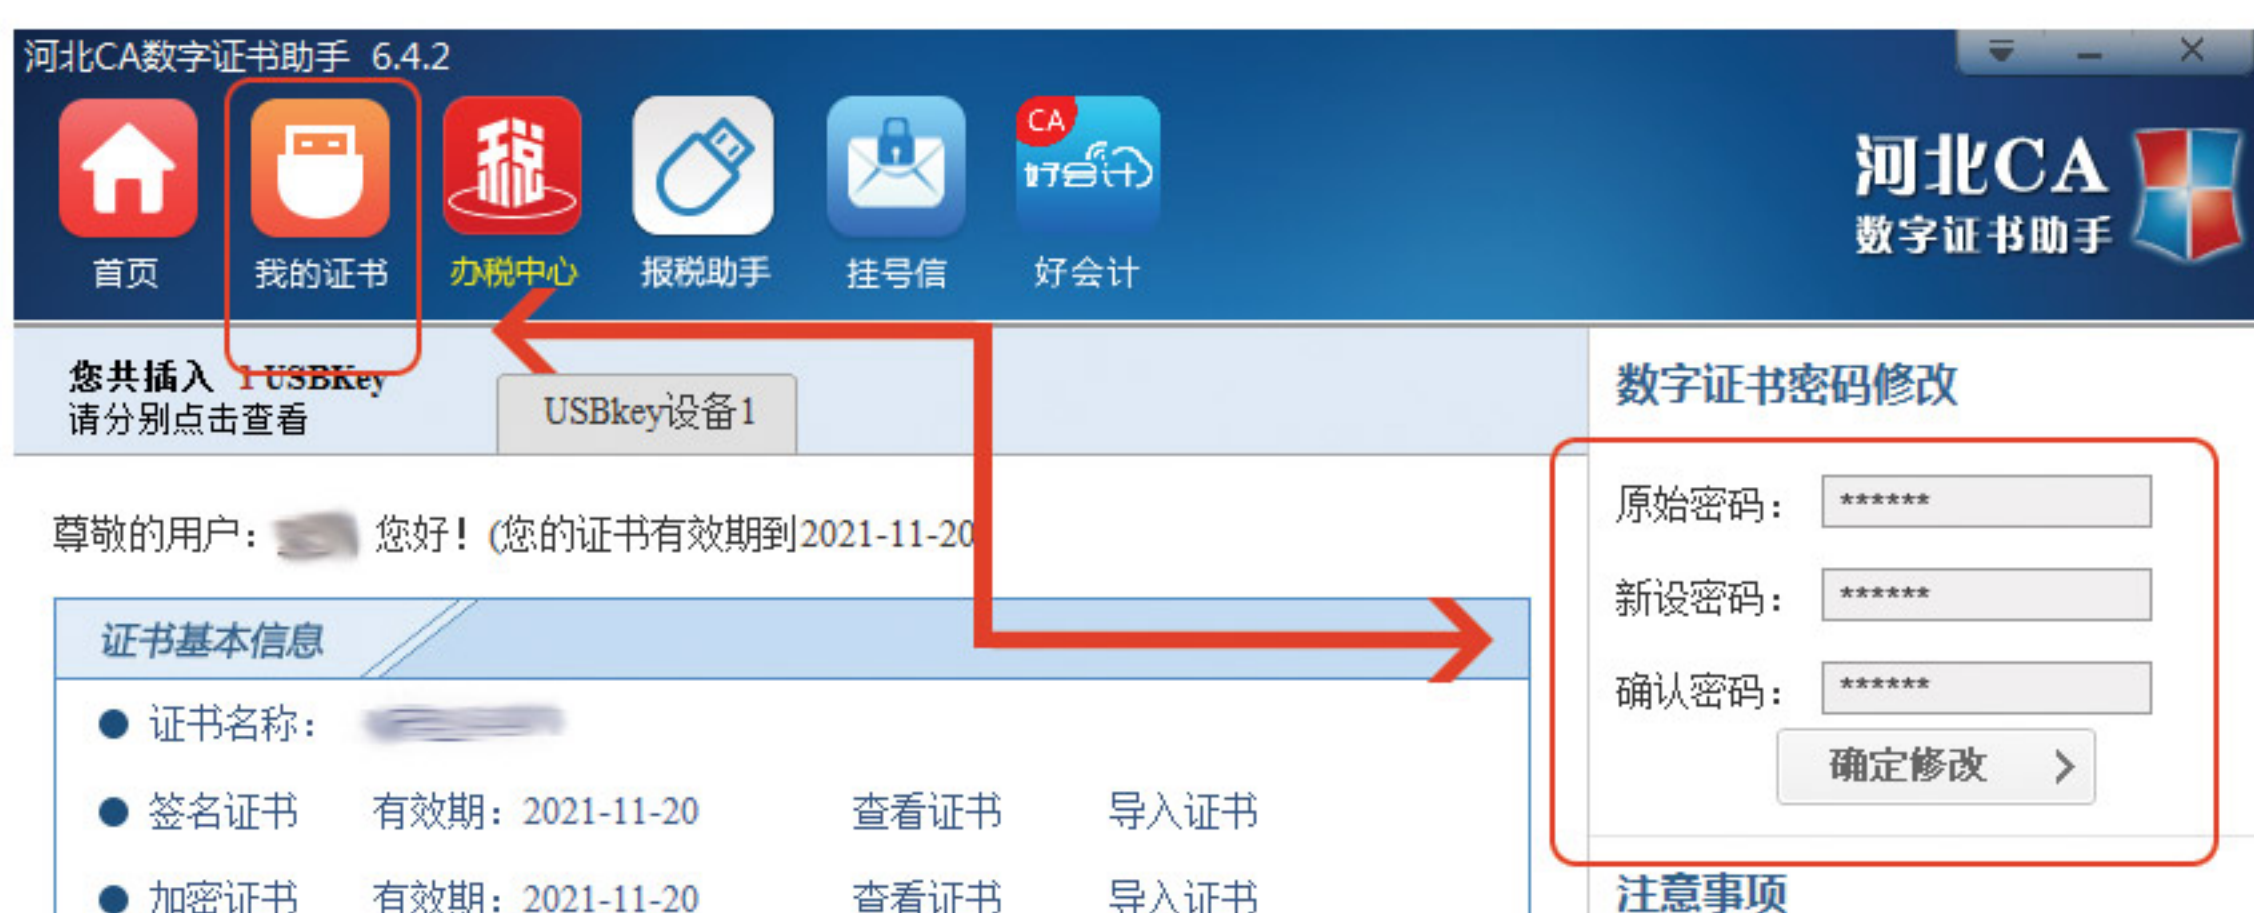 河北CA数字证书助手 6.4.2
首页
我的证书
税
办税中心
报税助手
挂号信
CA
好会计
好会计
河北CA
数字证书助手
您共插入 1 USBKey
请分别点击查看
USBkey设备1
尊敬的用户：
您好！(您的证书有效期到2021-11-20
证书基本信息
证书名称：
签名证书 有效期：2021-11-20 查看证书 导入证书
加密证书 有效期：2021-11-20 查看证书 导入证书
数字证书密码修改
原始密码： ******
新设密码： ******
确认密码： ******
确定修改
注意事项